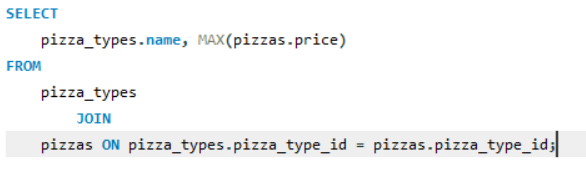 SELECT
    pizza_types.name, MAX(pizzas.price)
FROM
    pizza_types
        JOIN
    pizzas ON pizza_types.pizza_type_id = pizzas.pizza_type_id;